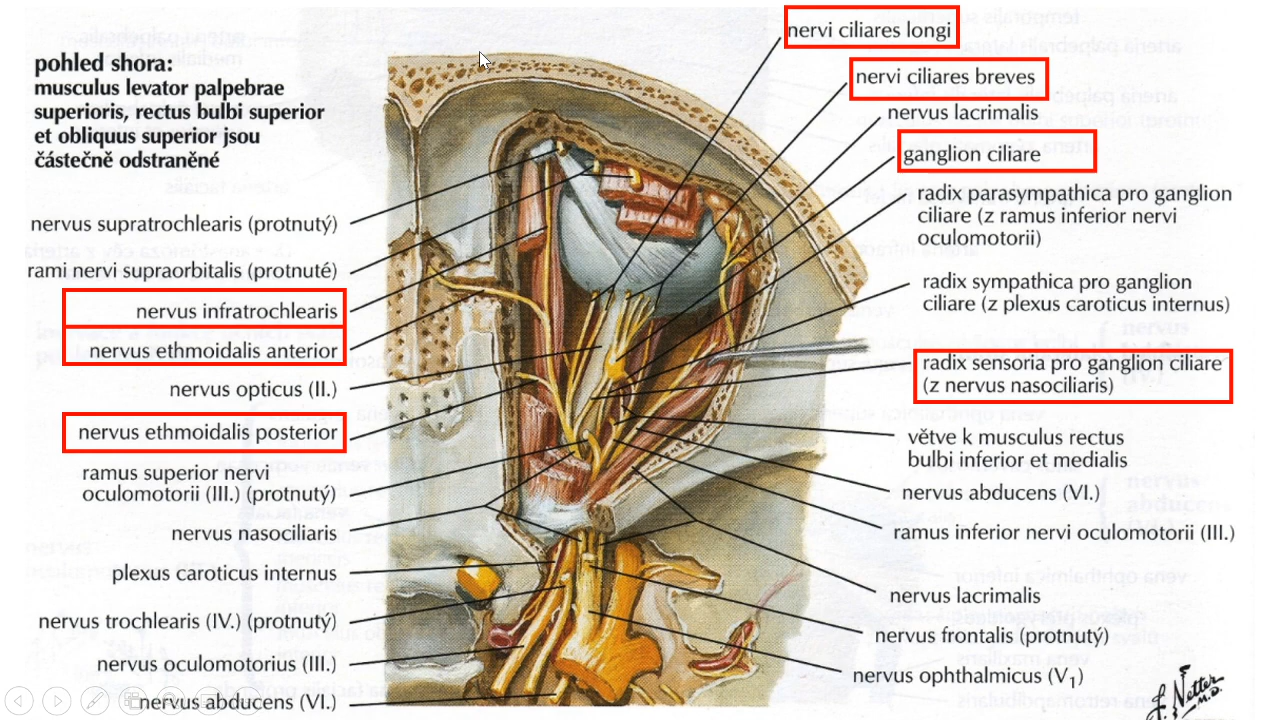 pohled shora:
musculus levator palpebrae
superioris, rectus bulbi superior
et obliquus superior jsou
částečně odstraněné
nervus supratrochlearis (protnutý)
rami nervi supraorbitalis (protnuté)
nervus infratrochlearis
nervus ethmoidalis anterior
nervus opticus (II.)
nervus ethmoidalis posterior
ramus superior nervi
oculomotorii (III.) (protnutý)
nervus nasociliaris
plexus caroticus internus
nervus trochlearis (IV.) (protnutý)
nervus oculomotorius (III.)
nervus abducens (VI.)
nervi ciliares longi
nervi ciliares breves
nervus lacrimalis
ganglion ciliare
radix parasympathica pro ganglion
ciliare (z ramus inferior nervi
oculomotorii)
radix sympathica pro ganglion
ciliare (z plexus caroticus internus)
radix sensoria pro ganglion ciliare
(z nervus nasociliaris)
větve k musculus rectus
bulbi inferior et medialis
nervus abducens (VI.)
ramus inferior nervi oculomotorii (III.)
nervus lacrimalis
nervus frontalis (protnutý)
nervus ophthalmicus (V₁)
F. Netter
M.D.